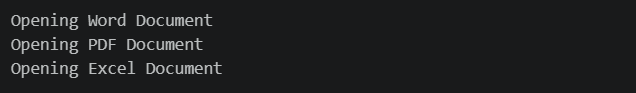 Opening Word Document
Opening PDF Document
Opening Excel Document